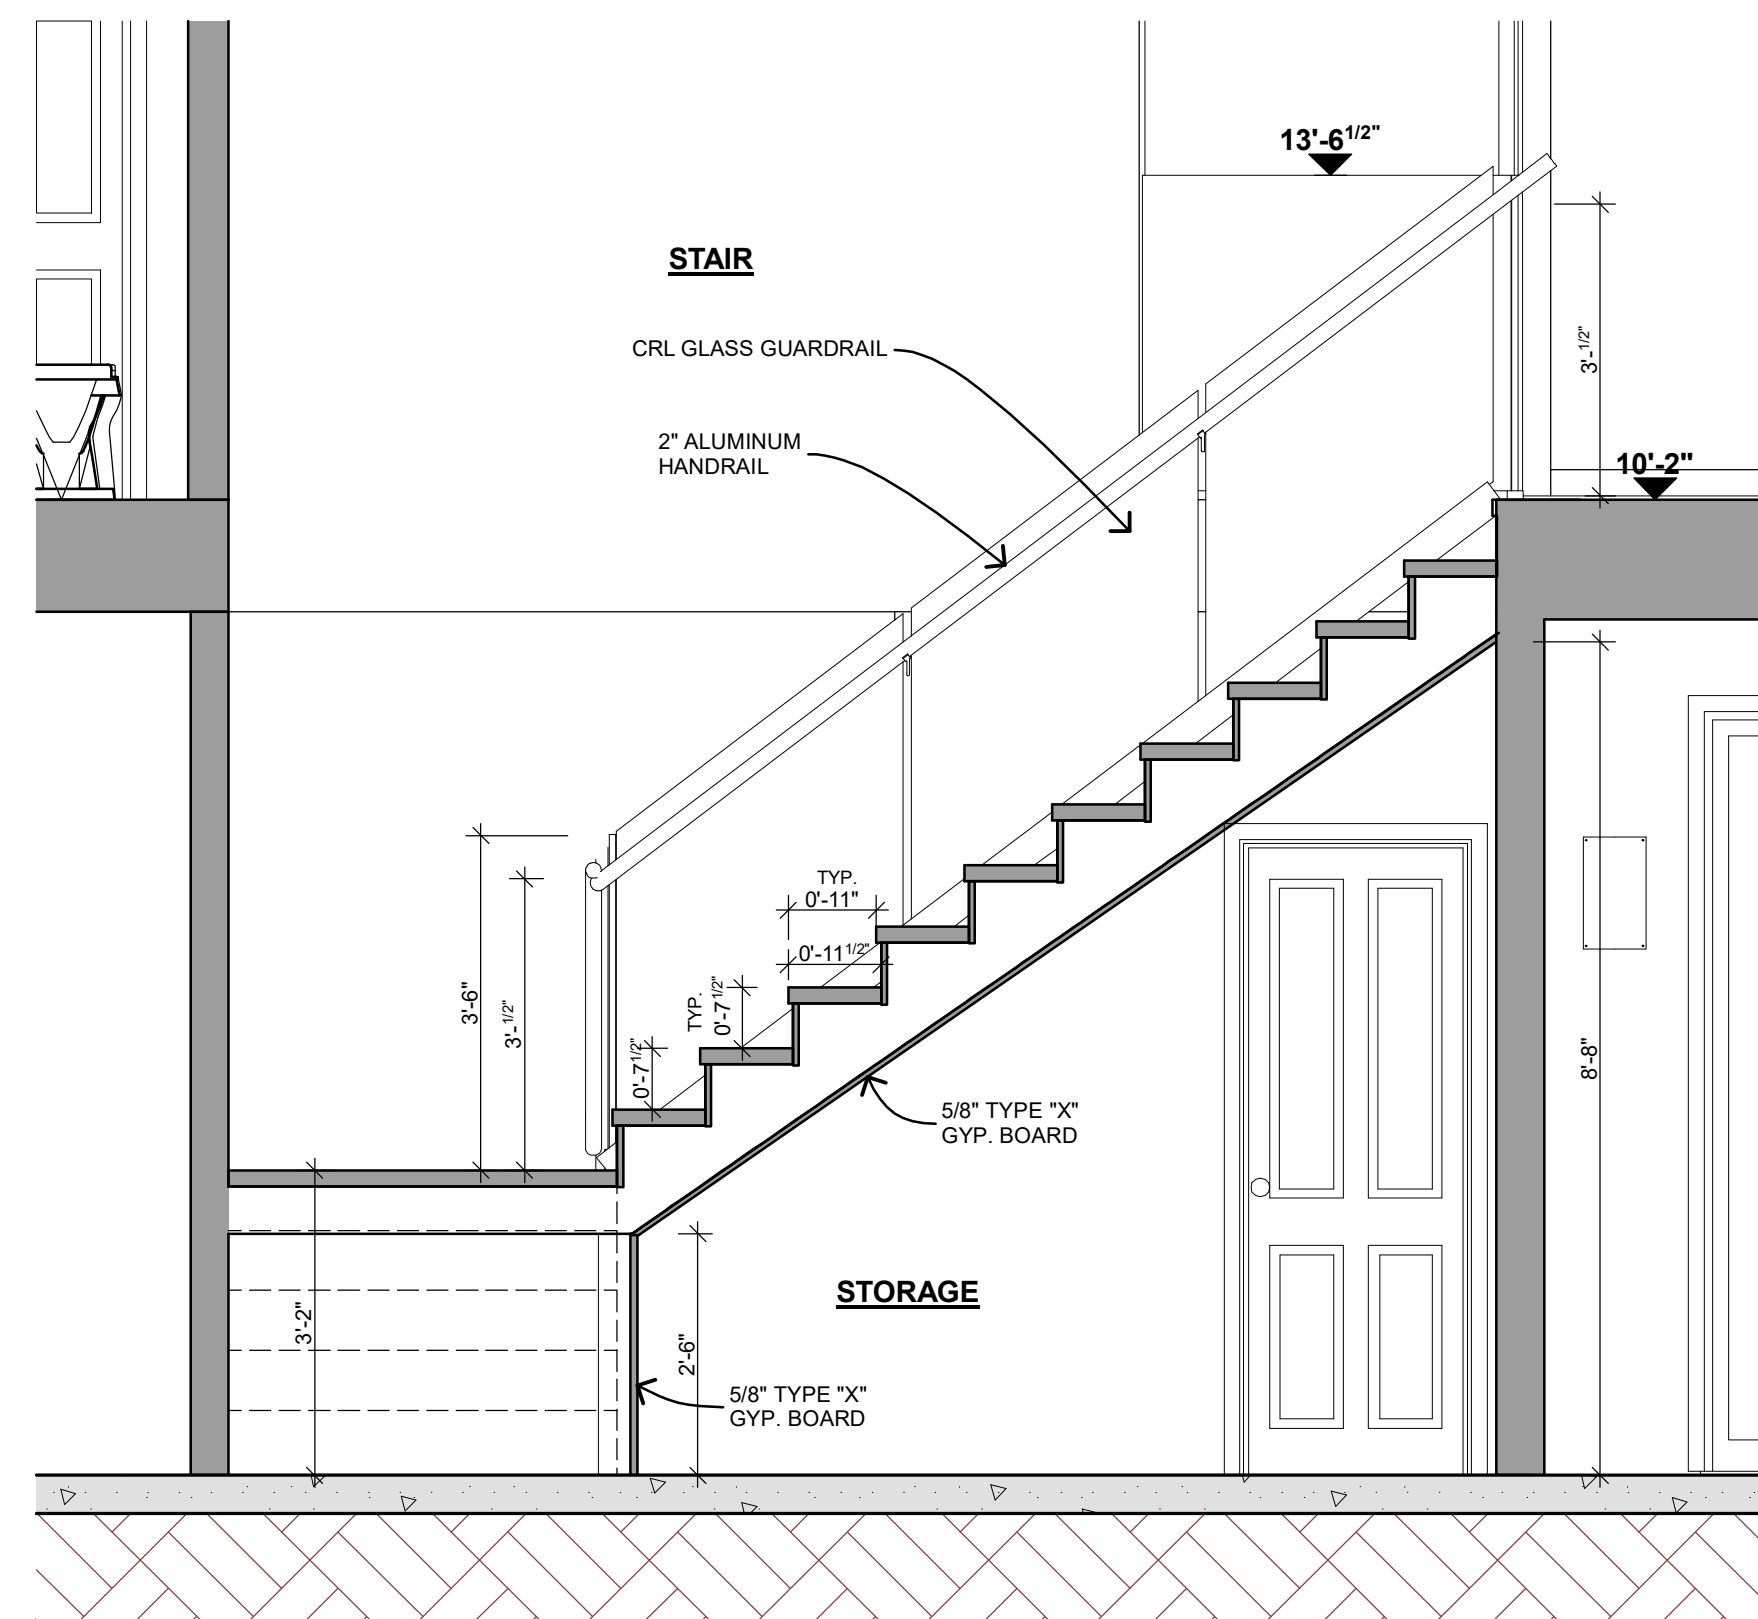 13'-6 1/2"
STAIR
CRL GLASS GUARDRAIL
2" ALUMINUM
HANDRAIL
3'-1/2"
10'-2"
TYP.
0'-11"
0'-11 1/2"
TYP.
0'-7 1/2"
0'-7 1/2"
3'-6"
3'-1/2"
8'-8"
5/8" TYPE "X"
GYP. BOARD
STORAGE
3'-2"
2'-6"
5/8" TYPE "X"
GYP. BOARD